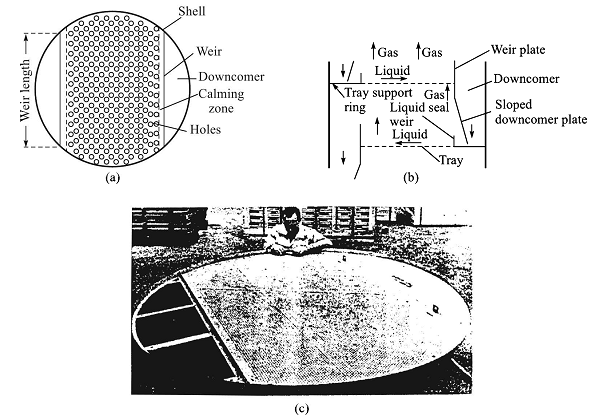 Shell
Weir length
Weir
Downcomer
Calming
zone
Holes
(a)
Gas
Gas
Weir plate
Liquid
Downcomer
Tray support
ring
Gas
Liquid seal
weir
Sloped
downcomer plate
Liquid
Tray
(b)
(c)